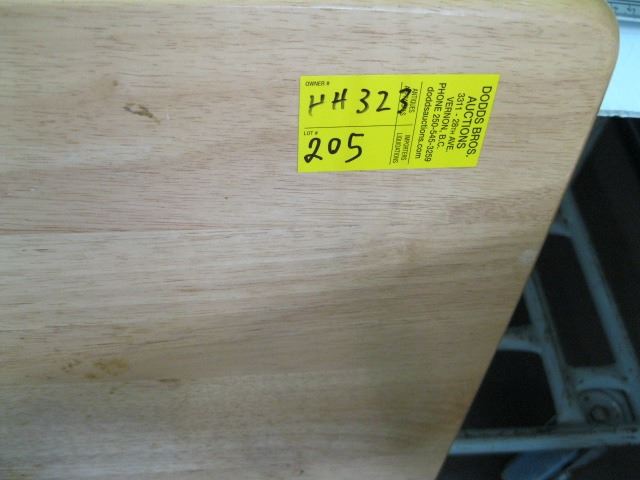 OWNER #
HH323
LOT #
205
DODDS BROS.
AUCTIONS
3311 - 28TH AVE
VERNON, B.C.
PHONE 250-545-3259
doddsauctions.com
ANTIQUES
IMPORTERS
LIQUIDATIONS